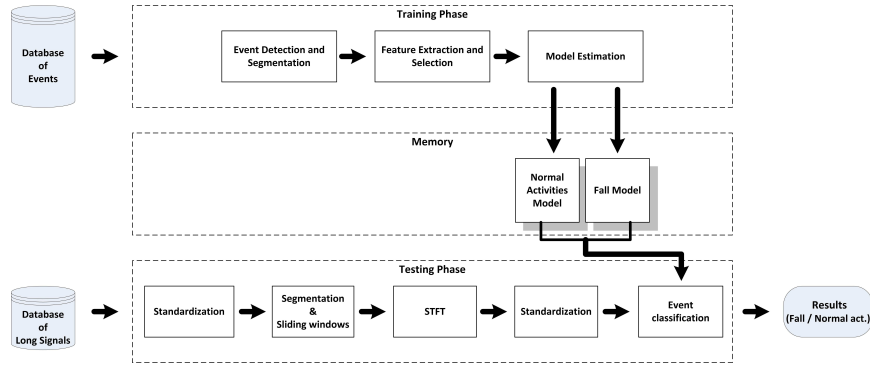 Training Phase
Database
of
Events
Event Detection and
Segmentation
Feature Extraction and
Selection
Model Estimation
Memory
Normal
Activities
Model
Fall Model
Testing Phase
Database
of
Long Signals
Standardization
Segmentation
&
Sliding windows
STFT
Standardization
Event
classification
Results
(Fall / Normal act.)